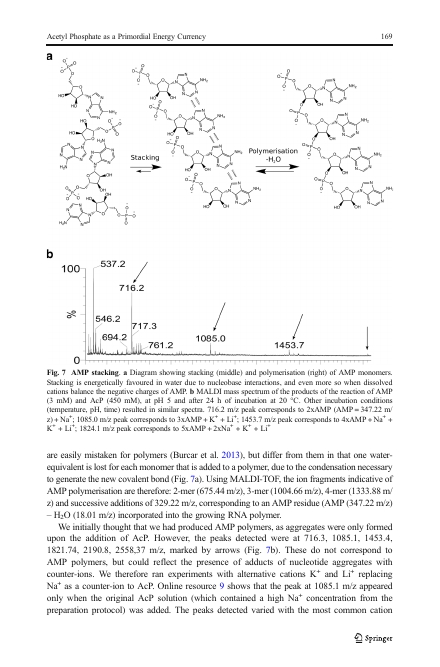 Acetyl Phosphate as a Primordial Energy Currency 169
a
Stacking
Polymerisation
-H₂O
b
100
%
0
537.2
716.2
546.2
717.3
694.2
761.2
1085.0
1453.7
Fig. 7 AMP stacking. a Diagram showing stacking (middle) and polymerisation (right) of AMP monomers.
Stacking is energetically favoured in water due to nucleobase interactions, and even more so when dissolved
cations balance the negative charges of AMP. b MALDI mass spectrum of the products of the reaction of AMP
(3 mM) and AcP (450 mM), at pH 5 and after 24 h of incubation at 20 °C. Other incubation conditions
(temperature, pH, time) resulted in similar spectra. 716.2 m/z peak corresponds to 2xAMP (AMP = 347.22 m/
z) + Na⁺; 1085.0 m/z peak corresponds to 3xAMP + K⁺ + Li⁺; 1453.7 m/z peak corresponds to 4xAMP + Na⁺ +
K⁺ + Li⁺; 1824.1 m/z peak corresponds to 5xAMP + 2xNa⁺ + K⁺ + Li⁺
are easily mistaken for polymers (Burcar et al. 2013), but differ from them in that one water-
equivalent is lost for each monomer that is added to a polymer, due to the condensation necessary
to generate the new covalent bond (Fig. 7a). Using MALDI-TOF, the ion fragments indicative of
AMP polymerisation are therefore: 2-mer (675.44 m/z), 3-mer (1004.66 m/z), 4-mer (1333.88 m/
z) and successive additions of 329.22 m/z, corresponding to an AMP residue (AMP (347.22 m/z)
− H₂O (18.01 m/z) incorporated into the growing RNA polymer.
We initially thought that we had produced AMP polymers, as aggregates were only formed
upon the addition of AcP. However, the peaks detected were at 716.3, 1085.1, 1453.4,
1821.74, 2190.8, 2558,37 m/z, marked by arrows (Fig. 7b). These do not correspond to
AMP polymers, but could reflect the presence of adducts of nucleotide aggregates with
counter-ions. We therefore ran experiments with alternative cations K⁺ and Li⁺ replacing
Na⁺ as a counter-ion to AcP. Online resource 9 shows that the peak at 1085.1 m/z appeared
only when the original AcP solution (which contained a high Na⁺ concentration from the
preparation protocol) was added. The peaks detected varied with the most common cation
Springer